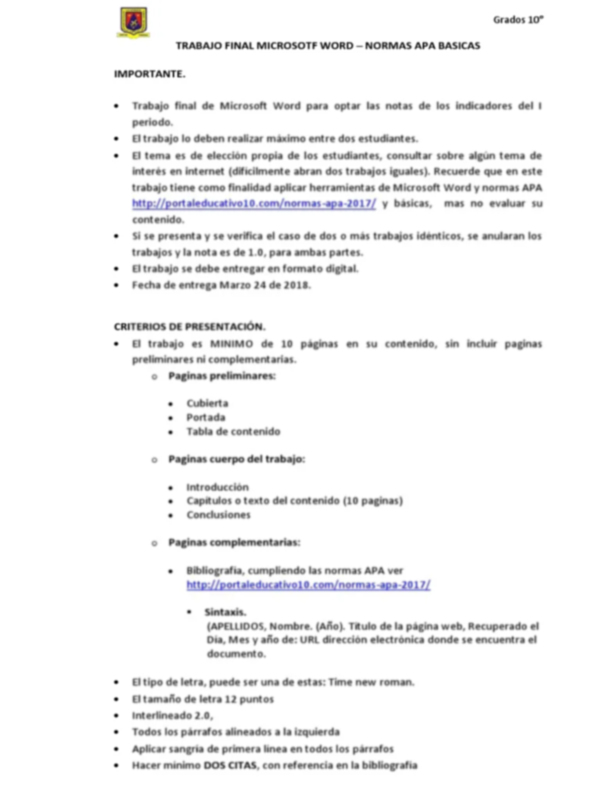 Grados 10°
TRABAJO FINAL MICROSOTF WORD – NORMAS APA BASICAS
IMPORTANTE.
• Trabajo final de Microsoft Word para optar las notas de los indicadores del I
periodo.
• El trabajo lo deben realizar máximo entre dos estudiantes.
• El tema es de elección propia de los estudiantes, consultar sobre algún tema de
interés en internet (difícilmente abran dos trabajos iguales). Recuerde que en este
trabajo tiene como finalidad aplicar herramientas de Microsoft Word y normas APA
http://portaleducativo10.com/normas-apa-2017/ y básicas, mas no evaluar su
contenido.
• Si se presenta y se verifica el caso de dos o más trabajos idénticos, se anularan los
trabajos y la nota es de 1.0, para ambas partes.
• El trabajo se debe entregar en formato digital.
• Fecha de entrega Marzo 24 de 2018.
CRITERIOS DE PRESENTACIÓN.
• El trabajo es MINIMO de 10 páginas en su contenido, sin incluir paginas
preliminares ni complementarias.
o Paginas preliminares:
• Cubierta
• Portada
• Tabla de contenido
o Paginas cuerpo del trabajo:
• Introducción
• Capítulos o texto del contenido (10 paginas)
• Conclusiones
o Paginas complementarias:
• Bibliografía, cumpliendo las normas APA ver
http://portaleducativo10.com/normas-apa-2017/
▪ Sintaxis.
(APELLIDOS, Nombre. (Año). Titulo de la página web, Recuperado el
Día, Mes y año de: URL dirección electrónica donde se encuentra el
documento.
• El tipo de letra, puede ser una de estas: Time new roman.
• El tamaño de letra 12 puntos
• Interlineado 2.0,
• Todos los párrafos alineados a la izquierda
• Aplicar sangría de primera línea en todos los párrafos
• Hacer mínimo DOS CITAS, con referencia en la bibliografía